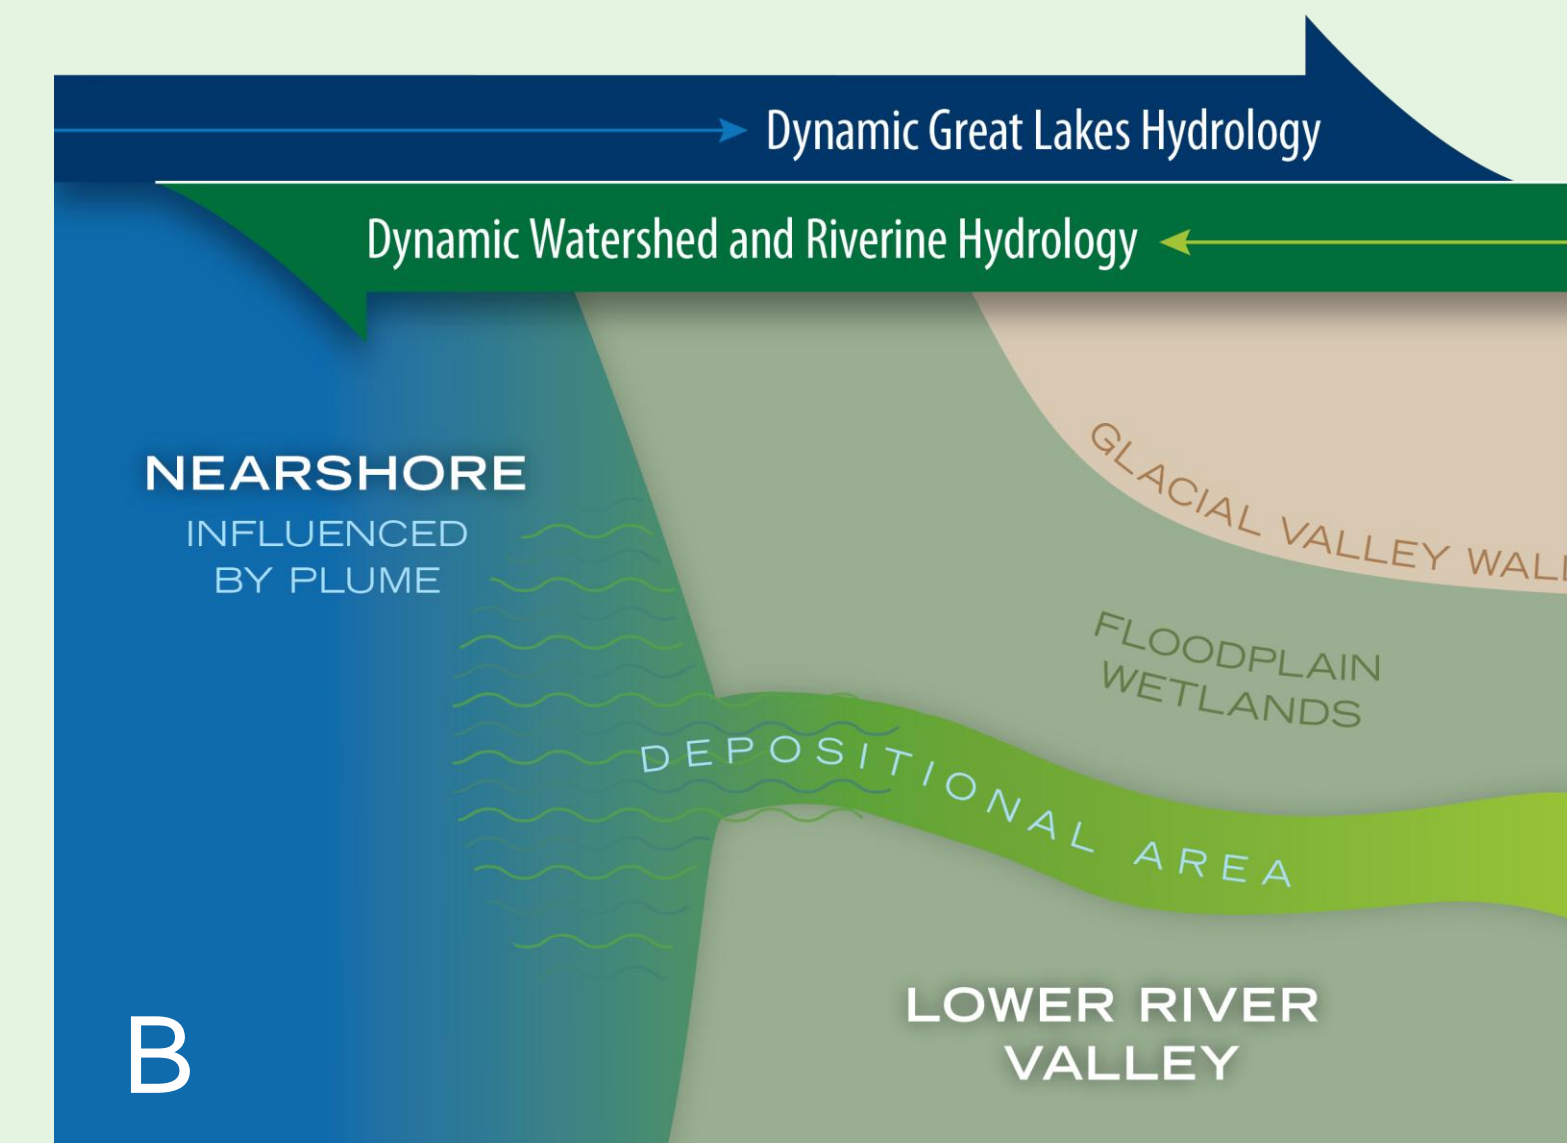 Dynamic Great Lakes Hydrology
Dynamic Watershed and Riverine Hydrology
NEARSHORE
INFLUENCED
BY PLUME
GLACIAL VALLEY WALL
FLOODPLAIN
WETLANDS
DEPOSITIONAL AREA
LOWER RIVER
VALLEY
B